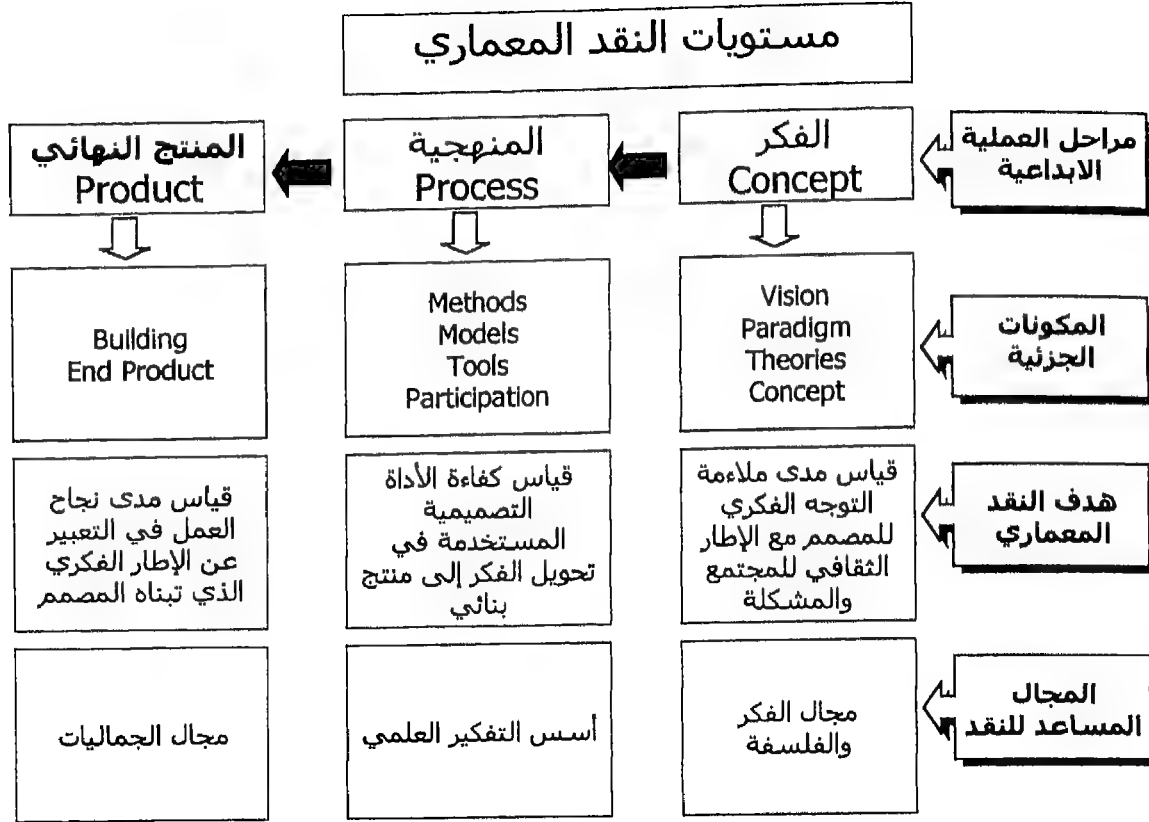 مستويات النقد المعماري
مراحل العملية
الابداعية
الفكر
Concept
المنهجية
Process
المنتج النهائي
Product
المكونات
الجزئية
Vision
Paradigm
Theories
Concept
Methods
Models
Tools
Participation
Building
End Product
هدف النقد
المعماري
قياس مدى ملاءمة
التوجه الفكري
للمصمم مع الإطار
الثقافي للمجتمع
والمشكلة
قياس كفاءة الأداة
التصميمية
المستخدمة في
تحويل الفكر إلى منتج
بنائي
قياس مدى نجاح
العمل في التعبير
عن الإطار الفكري
الذي تبناه المصمم
المجال
المساعد للنقد
مجال الفكر
والفلسفة
أسس التفكير العلمي
مجال الجماليات